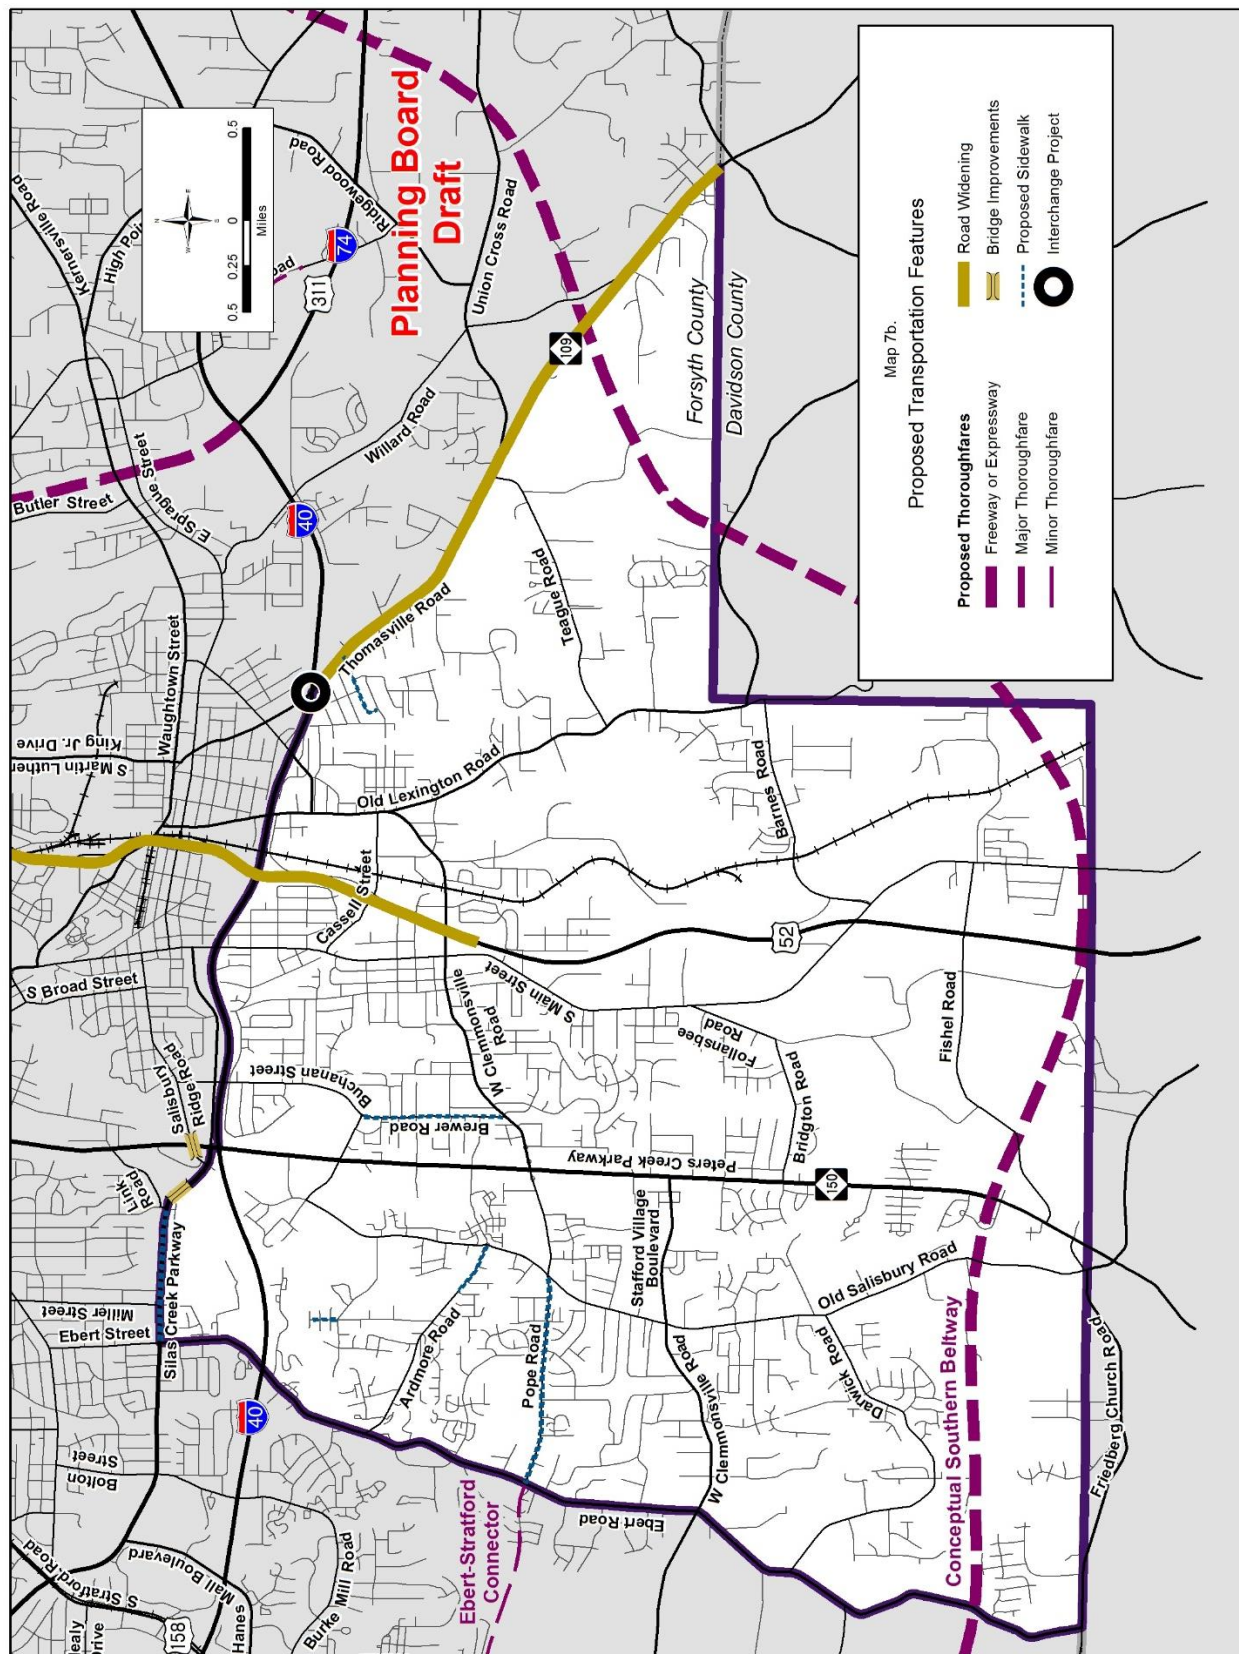 Kernersville Road
High Poi
oad
Ridgewood Road
N
W
E
S
0.5
0.25
0
0.5
Miles
74
311
Planning Board
Draft
Union Cross Road
Butler Street
E Sprague Street
Willard Road
40
109
Forsyth County
Davidson County
Waughtown Street
Thomasville Road
Teague Road
S Martin Luther
King Jr. Drive
Old Lexington Road
Barnes Road
Cassell Street
S Broad Street
52
S Main Street
W Clemmonsville
Road
Follansbee
Road
Fishel Road
Salisbury
Ridge Road
Buchanan Street
Brewer Road
Bridgton Road
Peters Creek Parkway
150
Link
Road
Silas Creek Parkway
Miller Street
Ebert Street
Stafford Village
Boulevard
Old Salisbury Road
Ardmore Road
Pope Road
W Clemmonsville Road
Darwick Road
Conceptual Southern Beltway
Friedberg Church Road
40
Bolton
Street
Ebert Road
Ebert-Stratford
Connector
S Stratford Road
Mall Boulevard
Hanes
Burke Mill Road
158
ealy
Drive
Map 7b.
Proposed Transportation Features
Proposed Thoroughfares
Freeway or Expressway
Major Thoroughfare
Minor Thoroughfare
Road Widening
Bridge Improvements
Proposed Sidewalk
Interchange Project